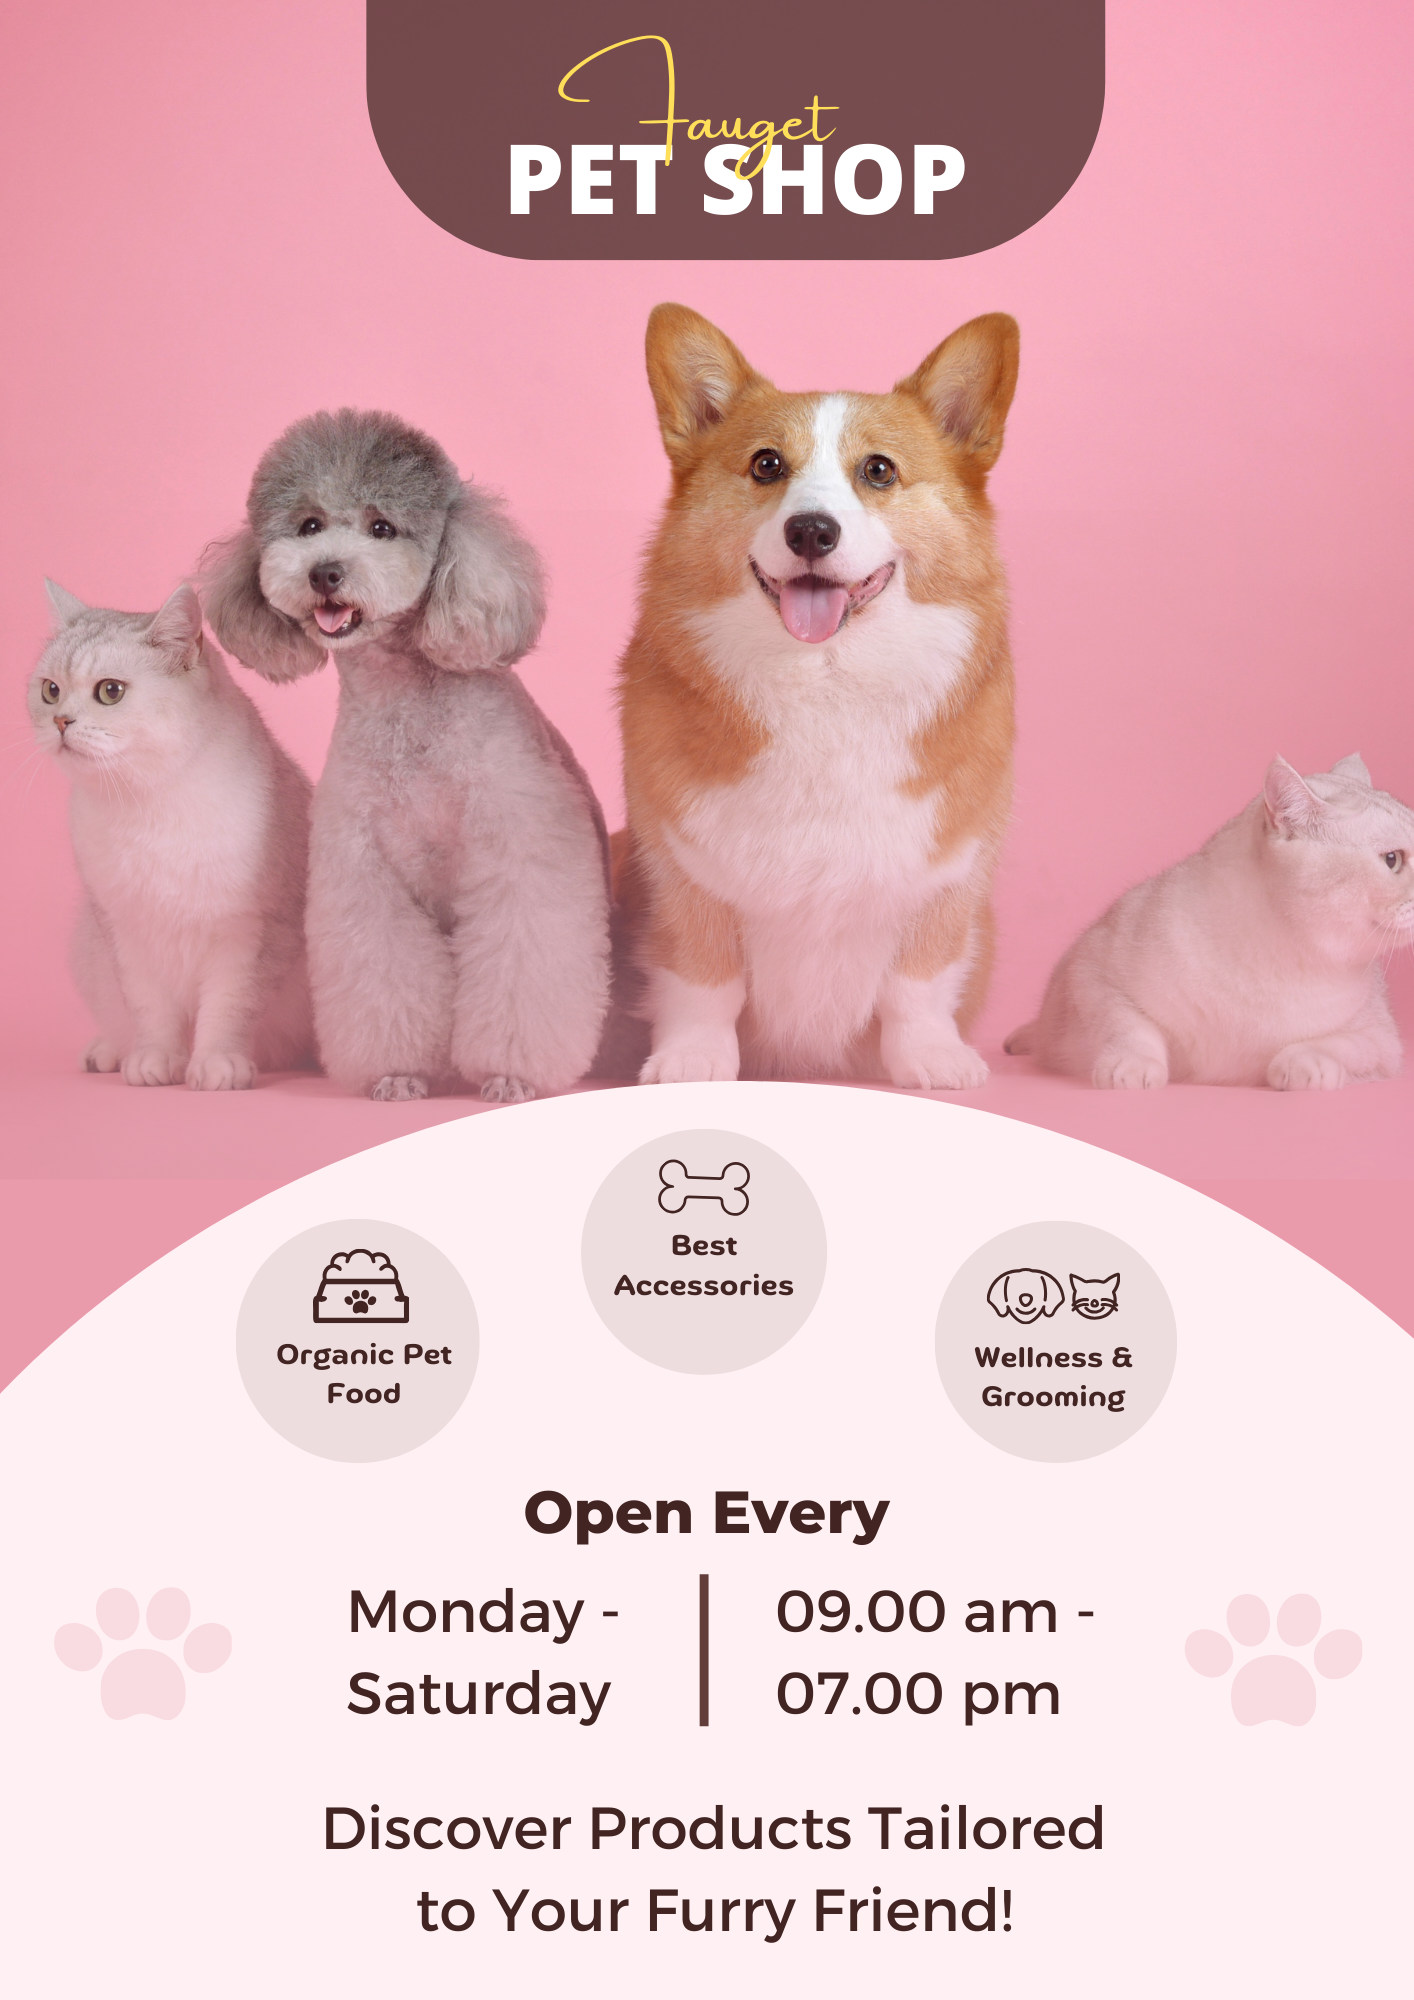 Fauget
PET SHOP
Best
Accessories
Organic Pet
Food
Wellness &
Grooming
Open Every
Monday -
Saturday
09.00 am -
07.00 pm
Discover Products Tailored
to Your Furry Friend!